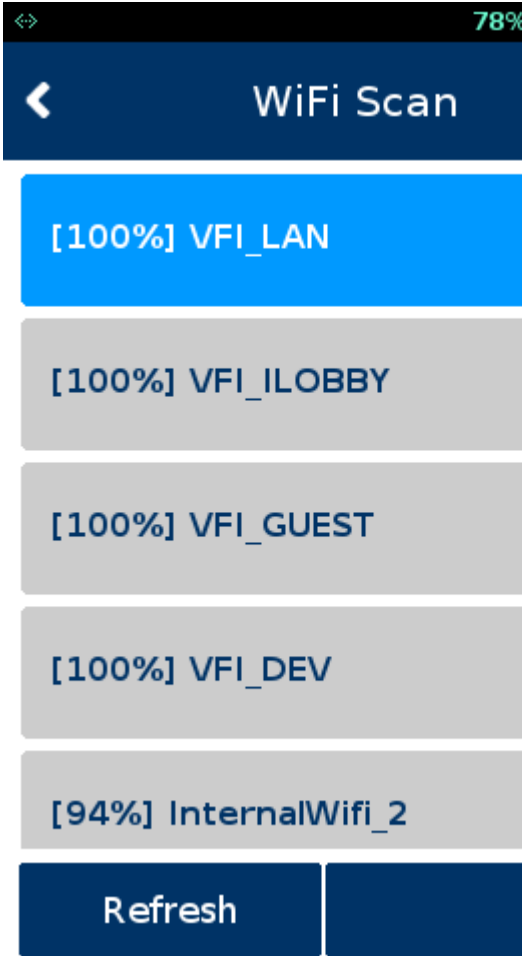 78%
WiFi Scan
[100%] VFI_LAN
[100%] VFI_ILOBBY
[100%] VFI_GUEST
[100%] VFI_DEV
[94%] InternalWifi_2
Refresh